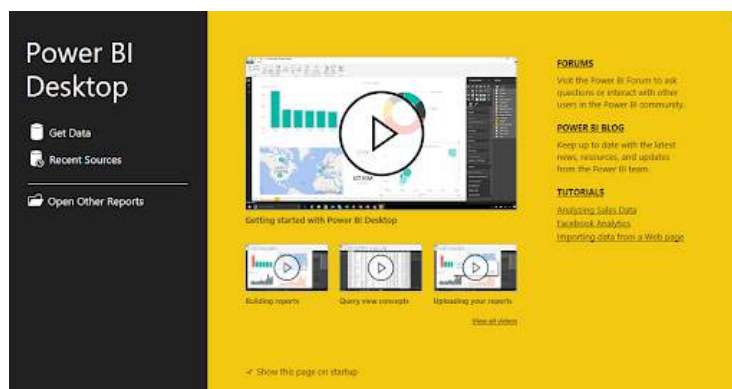 Power BI
Desktop
Get Data
Recent Sources
Open Other Reports
Getting started with Power BI Desktop
Building reports
Query view concepts
Uploading your reports
View all videos
✓ Show this page on startup
FORUMS
Visit the Power BI Forum to ask
questions or interact with other
users in the Power BI community.
POWER BI BLOG
Keep up to date with the latest
news, resources, and updates
from the Power BI team.
TUTORIALS
Analyzing Sales Data
Facebook Analytics
Importing data from a Web page